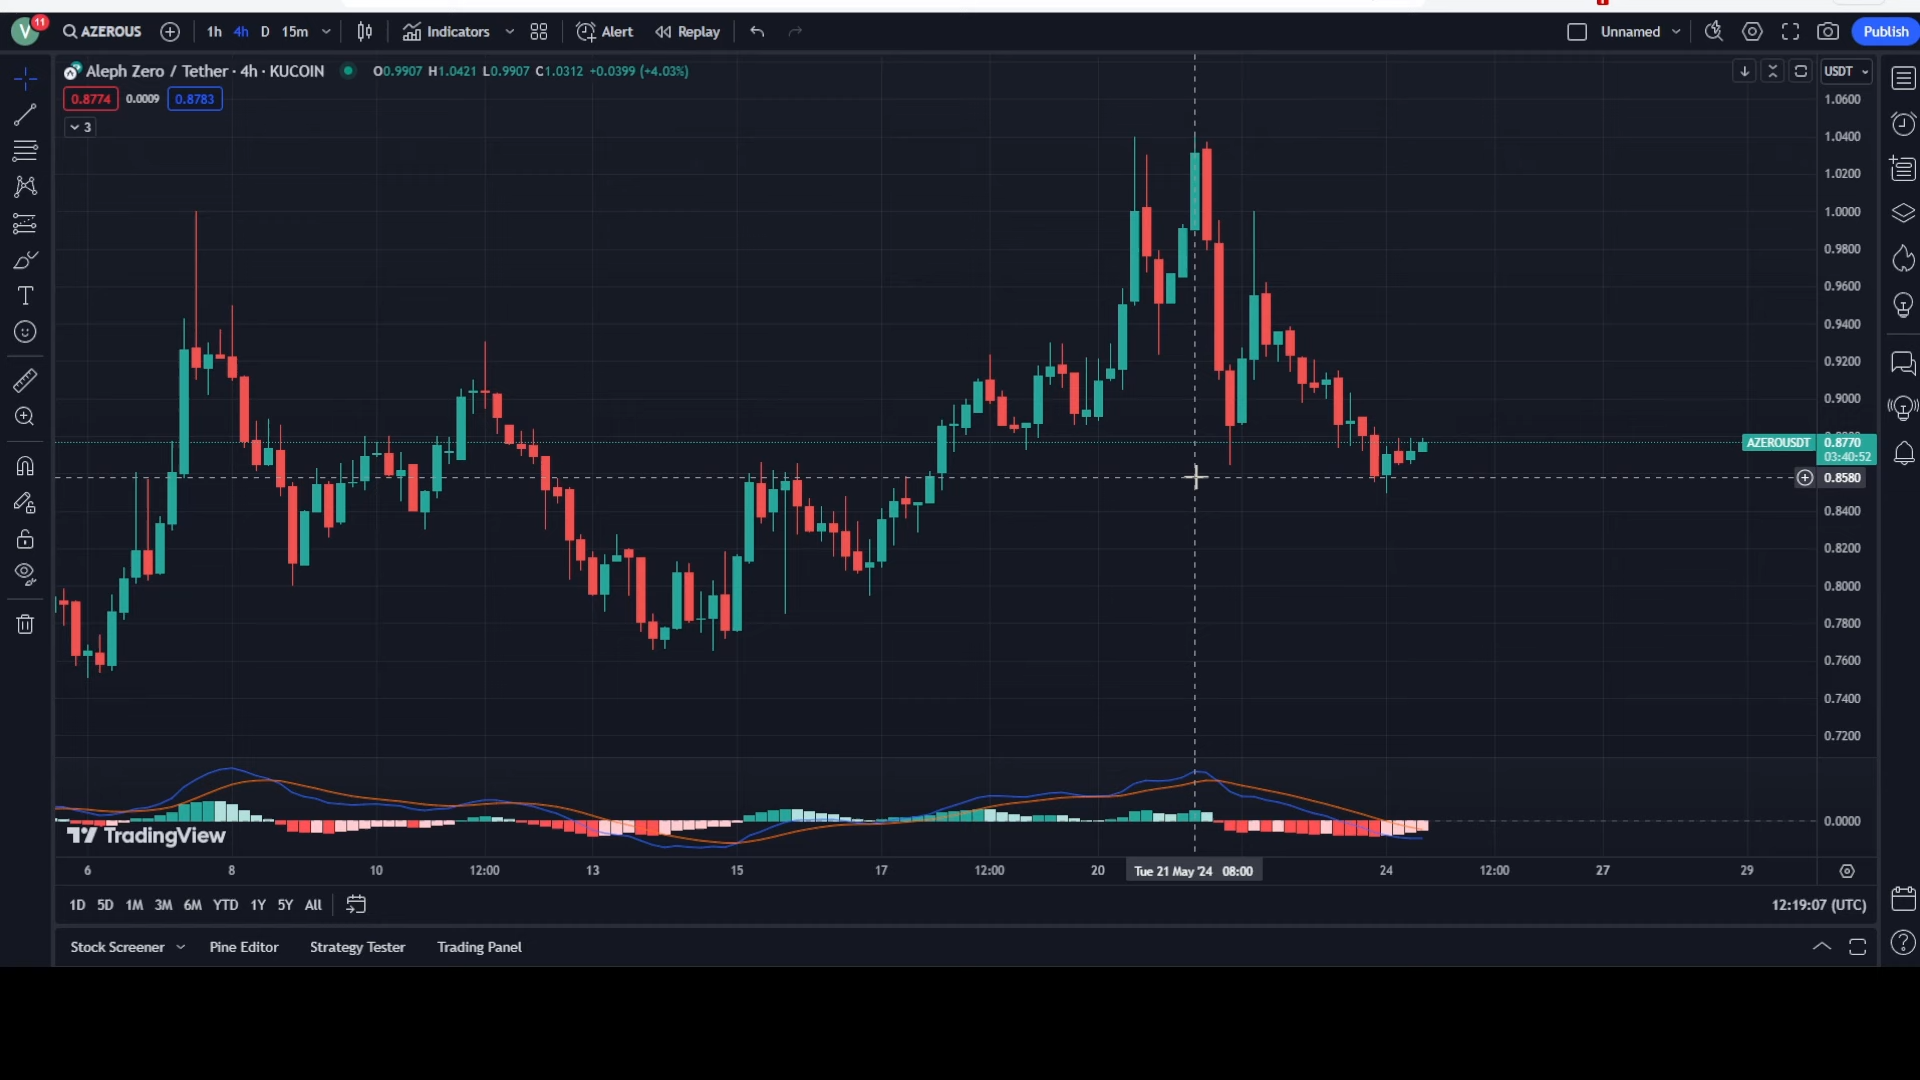 V 11 AZEROUS 1h 4h D 15m Indicators Alert Replay Unnamed Publish
Aleph Zero / Tether · 4h · KUCOIN O0.9907 H1.0421 L0.9907 C1.0312 +0.0399 (+4.03%) USDT
0.8774 0.0009 0.8783
3
1.0600
1.0400
1.0200
1.0000
0.9800
0.9600
0.9400
0.9200
0.9000
AZEROUSDT 0.8770
03:40:52
0.8580
0.8400
0.8200
0.8000
0.7800
0.7600
0.7400
0.7200
0.0000
TradingView
6 8 10 12:00 13 15 17 12:00 20 Tue 21 May '24 08:00 24 12:00 27 29
1D 5D 1M 3M 6M YTD 1Y 5Y All 12:19:07 (UTC)
Stock Screener Pine Editor Strategy Tester Trading Panel